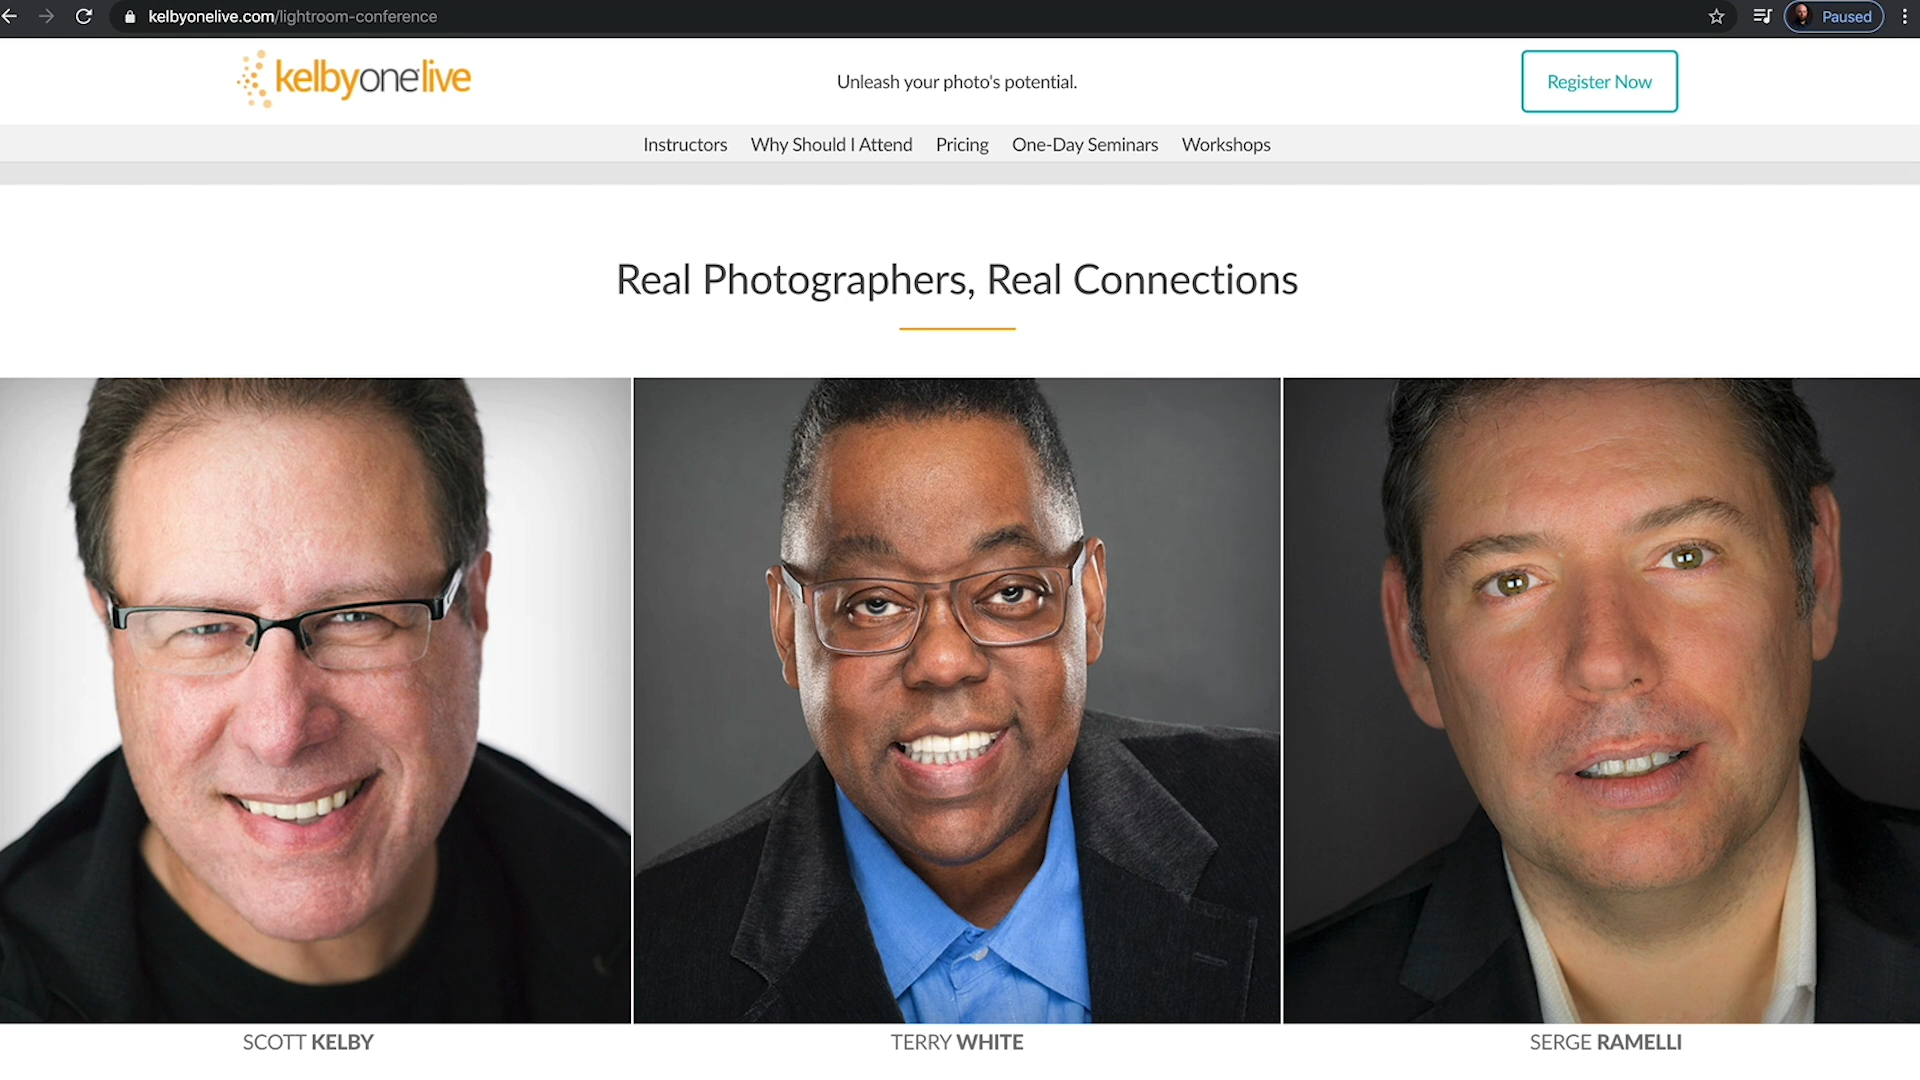 kelbyonelive.com/lightroom-conference
Paused
kelbyonelive
Unleash your photo's potential.
Register Now
Instructors Why Should I Attend Pricing One-Day Seminars Workshops
Real Photographers, Real Connections
SCOTT KELBY
TERRY WHITE
SERGE RAMELLI